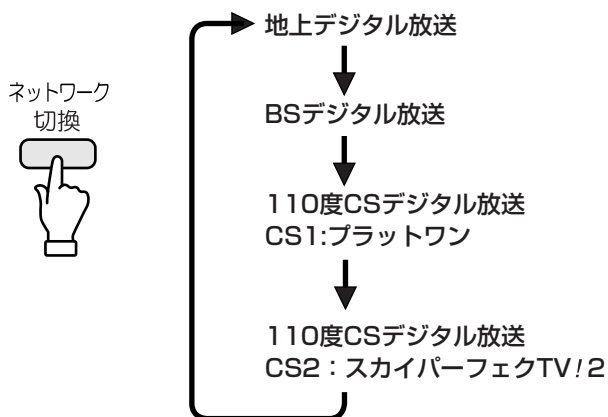 ネットワーク
切換
地上デジタル放送
BSデジタル放送
110度CSデジタル放送
CS1:プラットワン
110度CSデジタル放送
CS2：スカイパーフェクTV!2